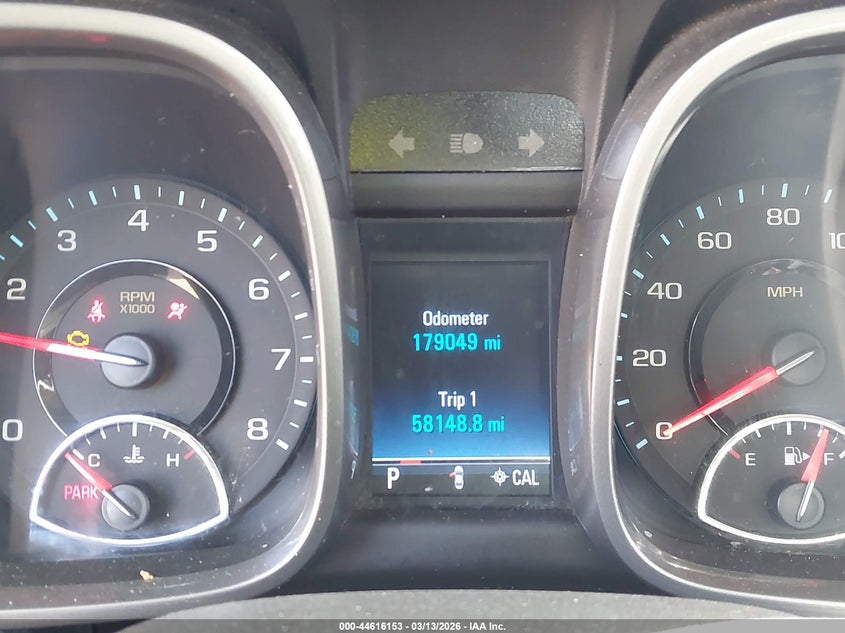 0
2
3
4
5
6
7
8
RPM
X1000
C
H
PARK
Odometer
179049 mi
Trip 1
58148.8 mi
P
CAL
0
20
40
60
80
MPH
E
F
000-44616153 - 03/13/2026 - IAA Inc.